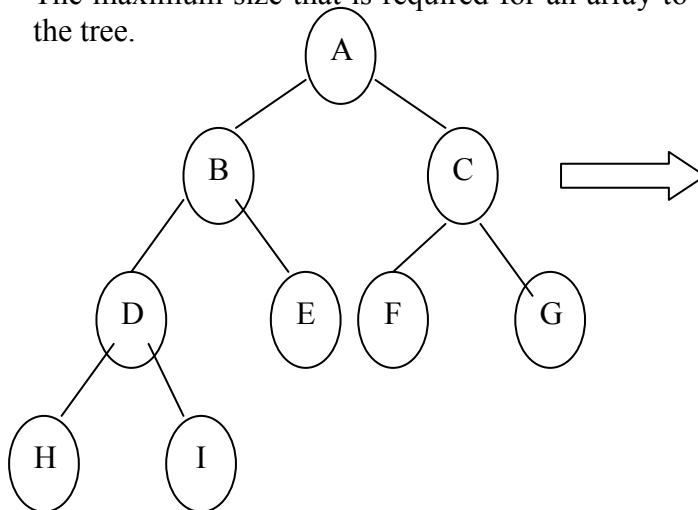 The maximum size that is required for an array to
the tree.
A
B
C
D
E
F
G
H
I